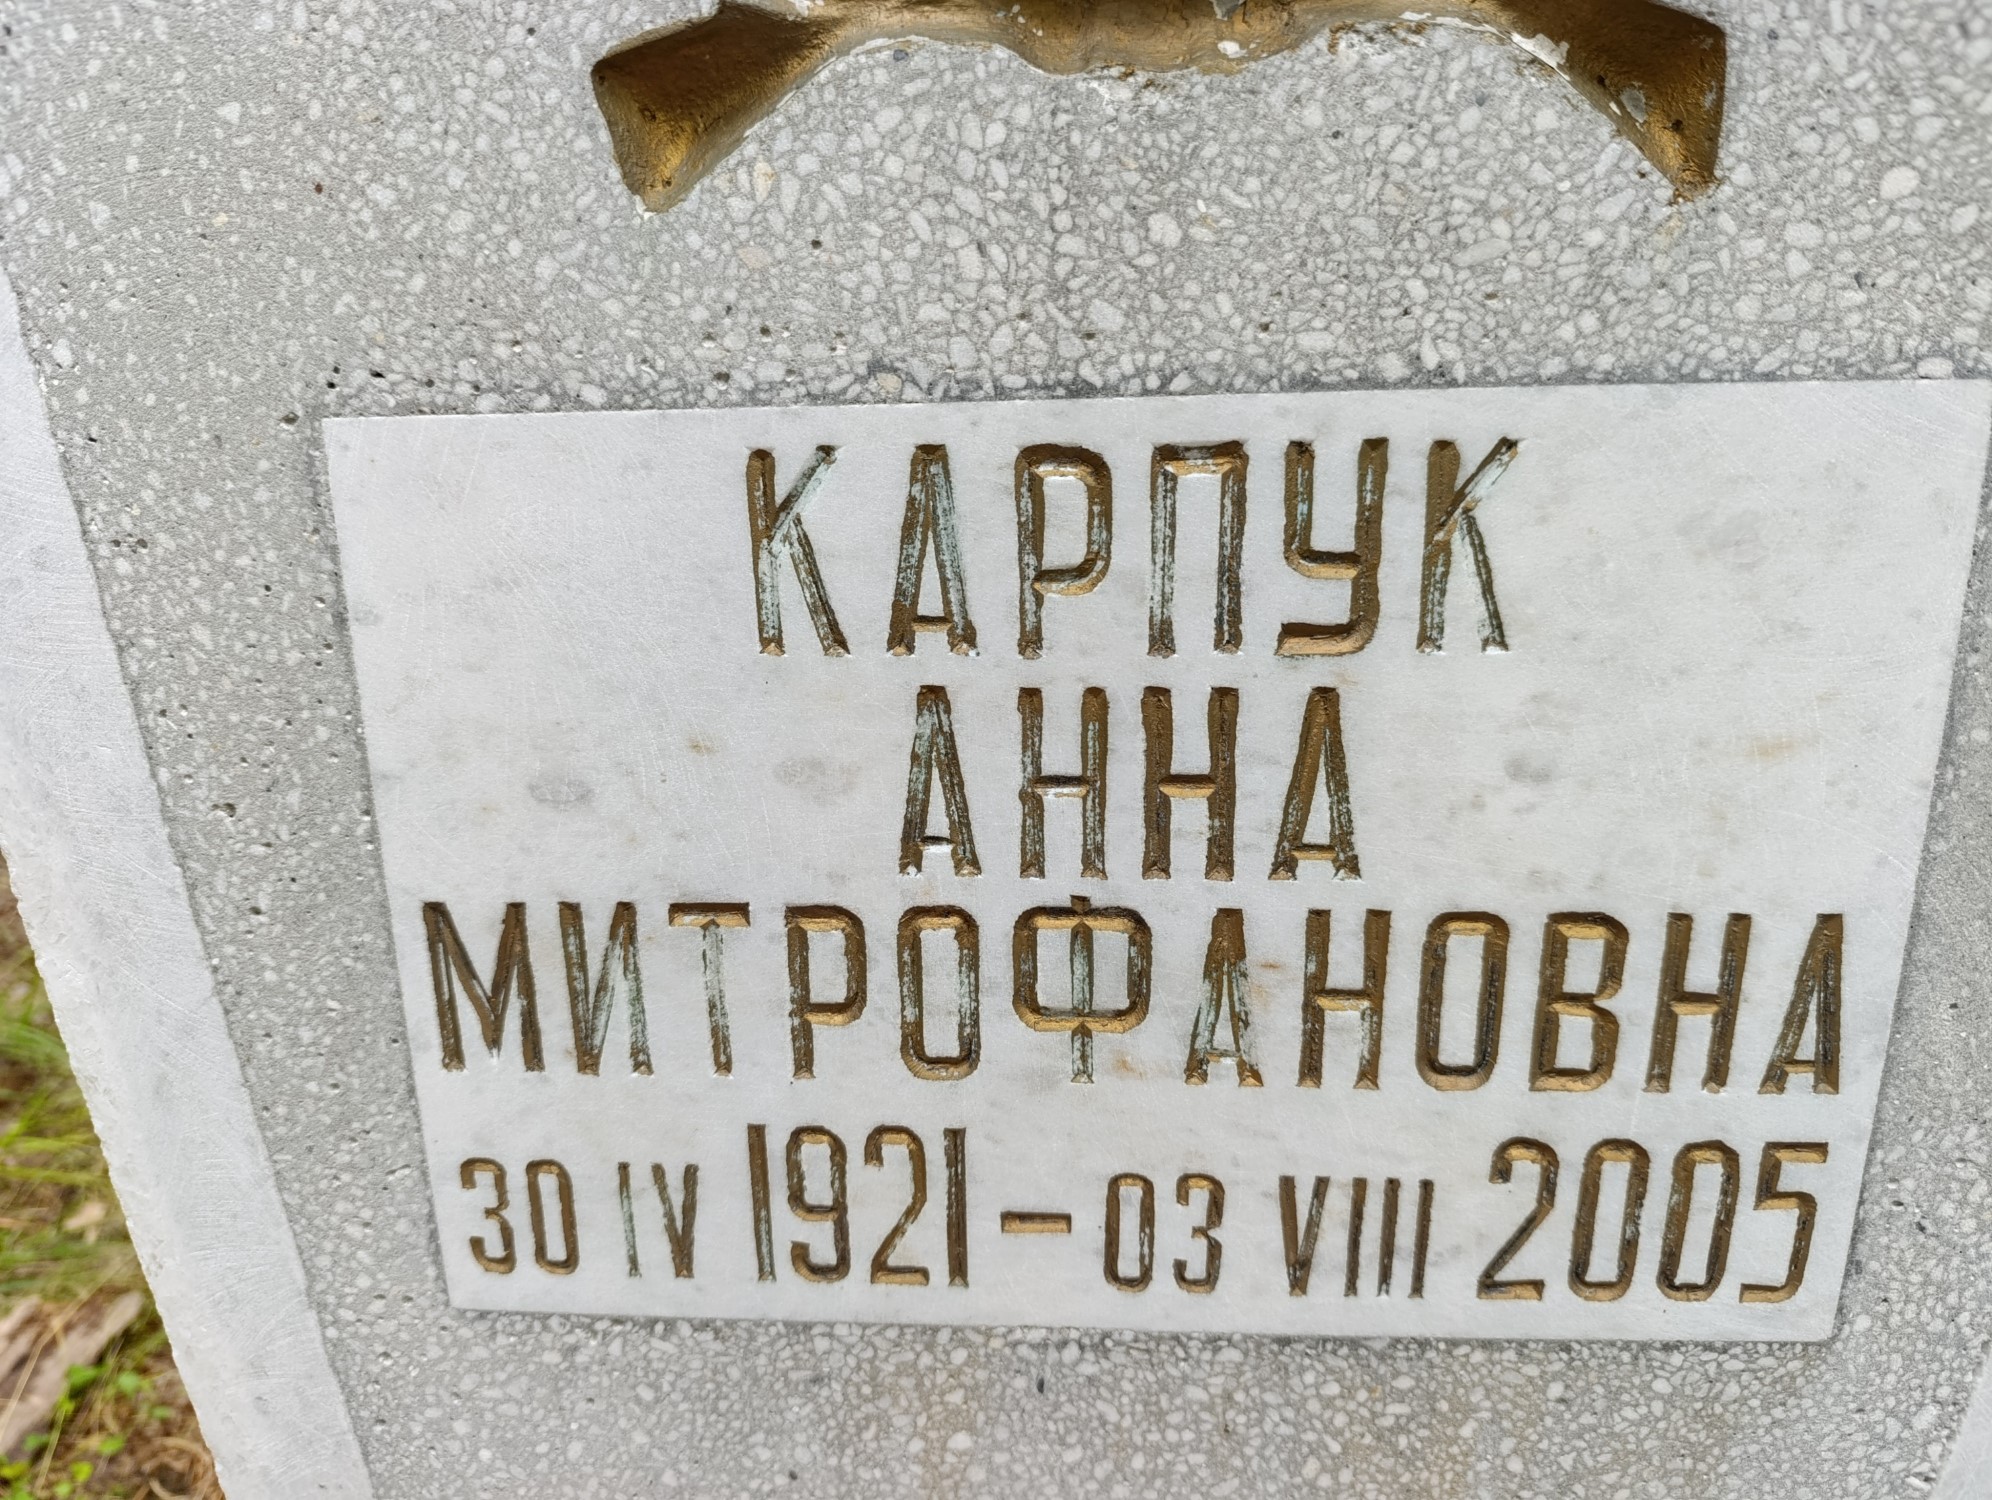 КАРПУК
АННА
МИТРОФАНОВНА
30 IV 1921 - 03 VIII 2005